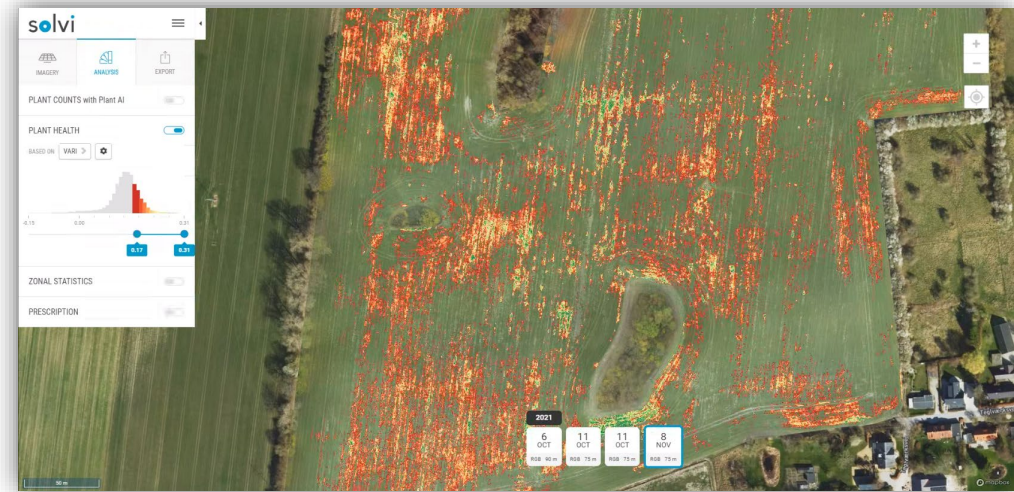 solvi
IMAGERY
ANALYSIS
EXPORT
PLANT COUNTS with Plant AI
PLANT HEALTH
BASED ON VARI
-0.15 0.00 0.31
0.17 0.31
ZONAL STATISTICS
PRESCRIPTION
2021
6 11 11 8
OCT OCT OCT NOV
RGB 90 m RGB 75 m RGB 75 m RGB 75 m
50 m
mapbox